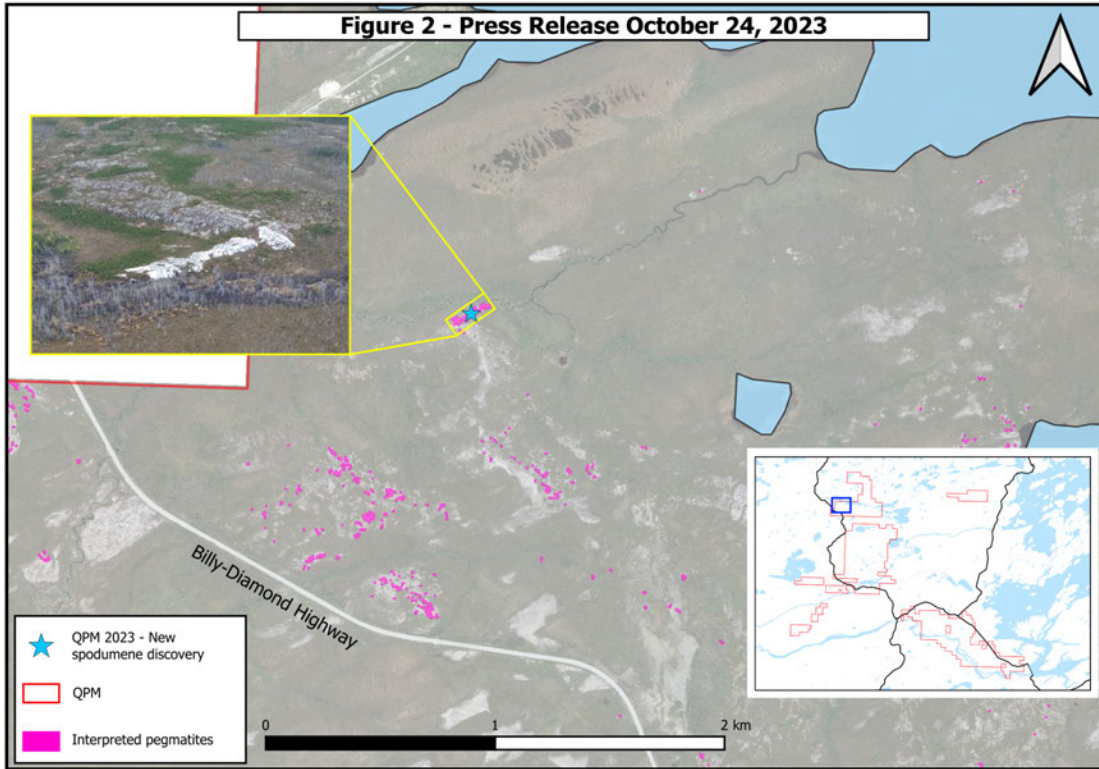 Figure 2 - Press Release October 24, 2023
Billy-Diamond Highway
QPM 2023 - New
spodumene discovery
QPM
Interpreted pegmatites
0 1 2 km